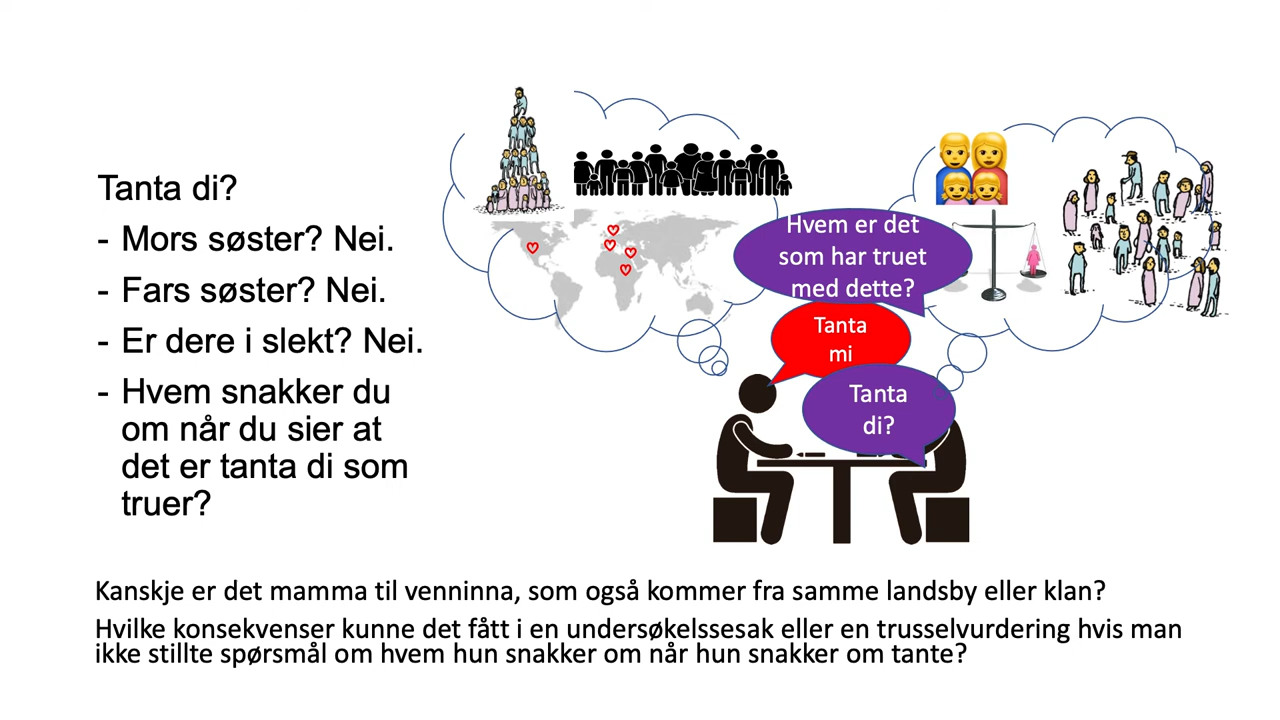 Tanta di?
- Mors søster? Nei.
- Fars søster? Nei.
- Er dere i slekt? Nei.
- Hvem snakker du
om når du sier at
det er tanta di som
truer?
Hvem er det
som har truet
med dette?
Tanta
mi
Tanta
di?
Kanskje er det mamma til venninna, som også kommer fra samme landsby eller klan?
Hvilke konsekvenser kunne det fått i en undersøkelssesak eller en trusselvurdering hvis man
ikke stillte spørsmål om hvem hun snakker om når hun snakker om tante?